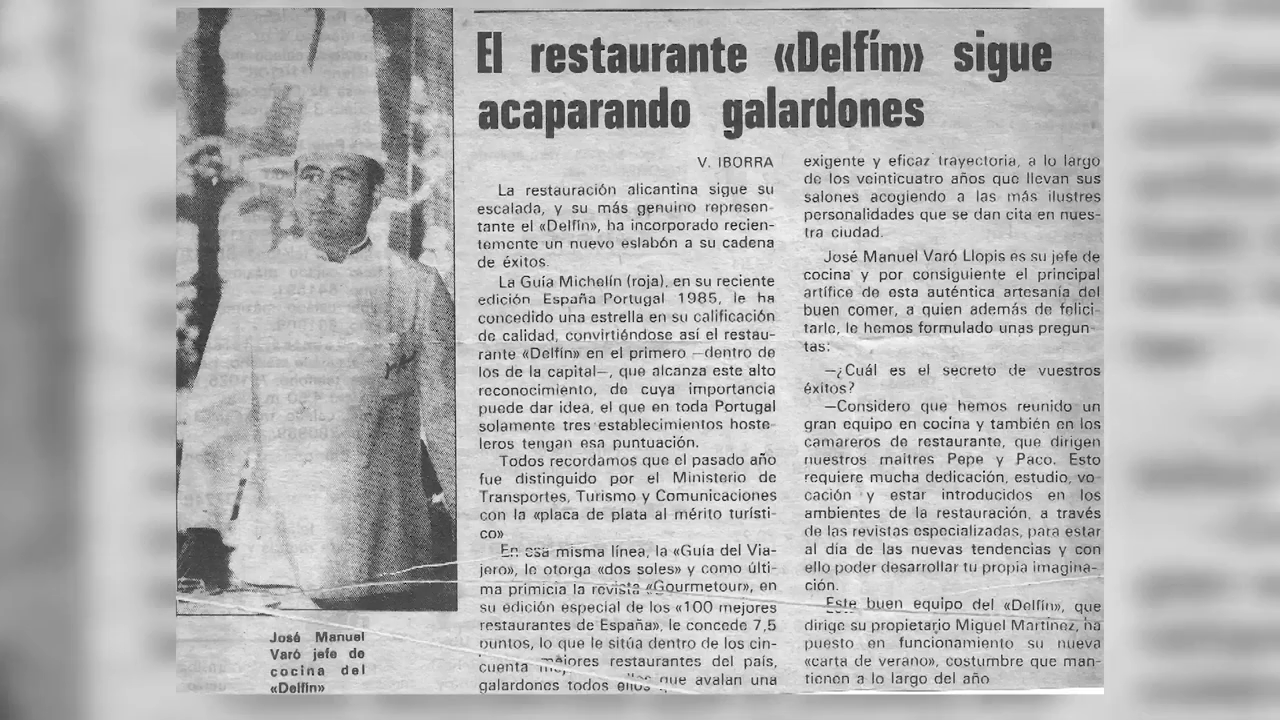 El restaurante «Delfín» sigue
acaparando galardones
V. IBORRA
La restauración alicantina sigue su
escalada, y su más genuino represen-
tante el «Delfín», ha incorporado recien-
temente un nuevo eslabón a su cadena
de éxitos.
La Guía Michelín (roja), en su reciente
edición España-Portugal 1985, le ha
concedido una estrella en su calificación
de calidad, convirtiéndose así el restau-
rante «Delfín» en el primero —dentro de
los de la capital—, que alcanza este alto
reconocimiento, de cuya importancia
puede dar idea, el que en toda Portugal
solamente tres establecimientos hoste-
leros tengan esa puntuación.
Todos recordamos que el pasado año
fue distinguido por el Ministerio de
Transportes, Turismo y Comunicaciones
con la «placa de plata al mérito turísti-
co»
En esa misma línea, la «Guía del Via-
jero», le otorga «dos soles» y como últi-
ma primicia la revista «Gourmetour», en
su edición especial de los «100 mejores
restaurantes de España», le concede 7,5
puntos, lo que le sitúa dentro de los cin-
cuenta mejores restaurantes del país,
galardones todos ellos que avalan una
exigente y eficaz trayectoria, a lo largo
de los veinticuatro años que llevan sus
salones acogiendo a las más ilustres
personalidades que se dan cita en nues-
tra ciudad.
José Manuel Varó Llopis es su jefe de
cocina y por consiguiente el principal
artífice de esta auténtica artesanía del
buen comer, a quien además de felici-
tarle, le hemos formulado unas pregun-
tas:
—¿Cuál es el secreto de vuestros
éxitos?
—Considero que hemos reunido un
gran equipo en cocina y también en los
camareros de restaurante, que dirigen
nuestros maitres Pepe y Paco. Esto
requiere mucha dedicación, estudio, vo-
cación y estar introducidos en los
ambientes de la restauración, a través
de las revistas especializadas, para estar
al día de las nuevas tendencias y con
ello poder desarrollar tu propia imagina-
ción.
Este buen equipo del «Delfín», que
dirige su propietario Miguel Martínez, ha
puesto en funcionamiento su nueva
«carta de verano», costumbre que man-
tienen a lo largo del año
José Manuel
Varó jefe de
cocina del
«Delfín»